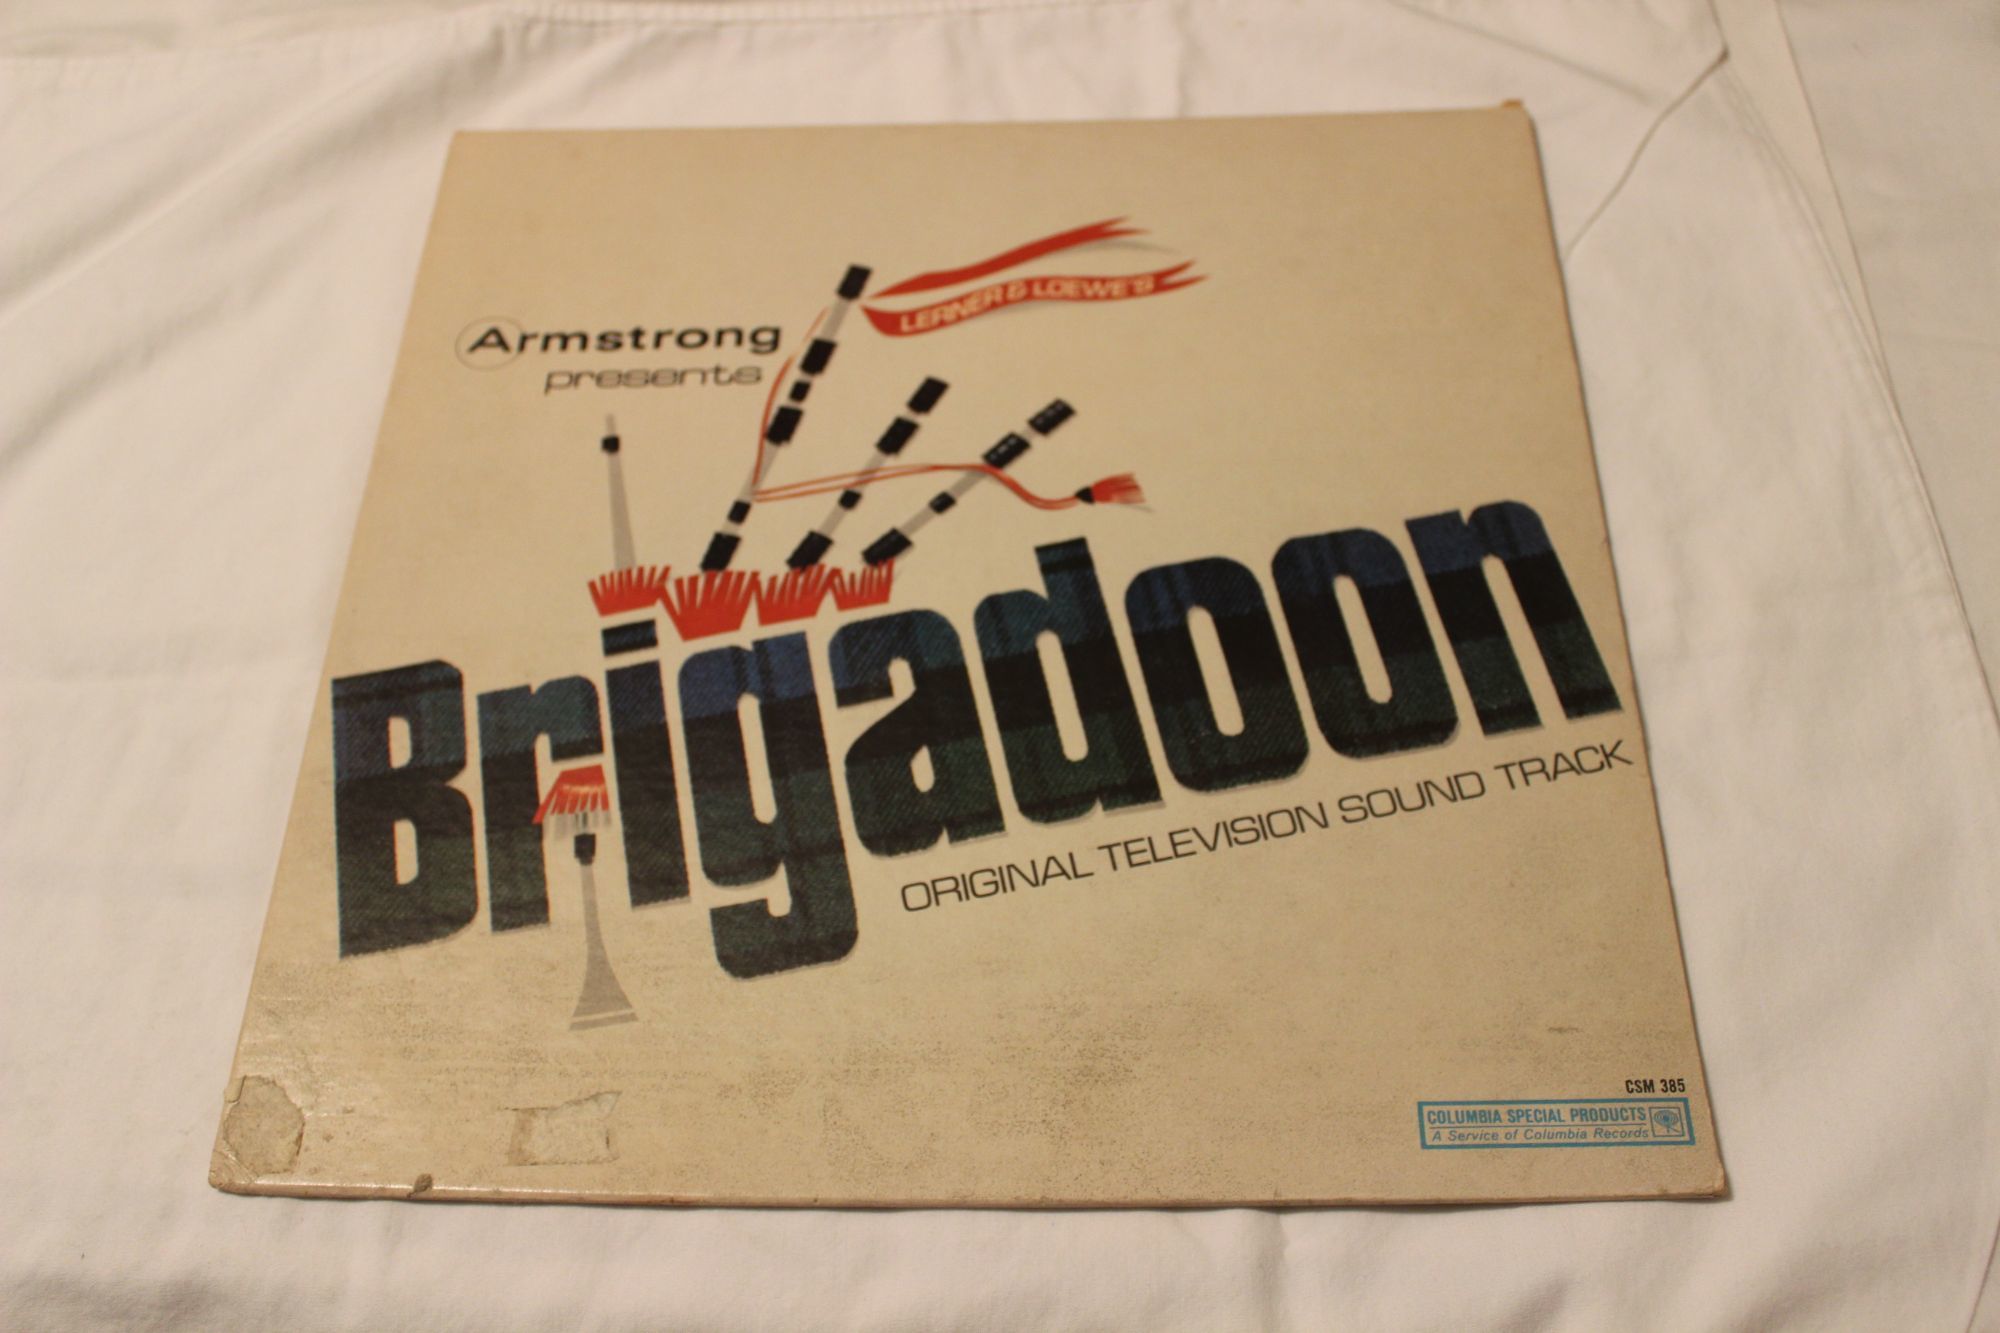 LERNER & LOEWE'S
Armstrong
presents
Brigadoon
ORIGINAL TELEVISION SOUND TRACK
CSM 385
COLUMBIA SPECIAL PRODUCTS
A Service of Columbia Records